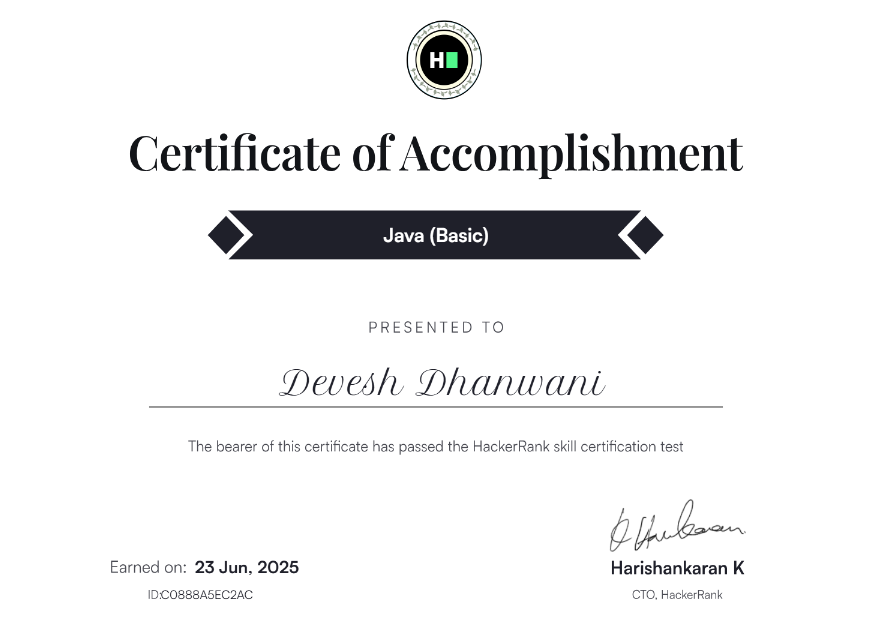 H
Certificate of Accomplishment
Java (Basic)
PRESENTED TO
Devesh Dhanwani
The bearer of this certificate has passed the HackerRank skill certification test
Earned on: 23 Jun, 2025
ID:C0888A5EC2AC
Harishankaran K
CTO, HackerRank